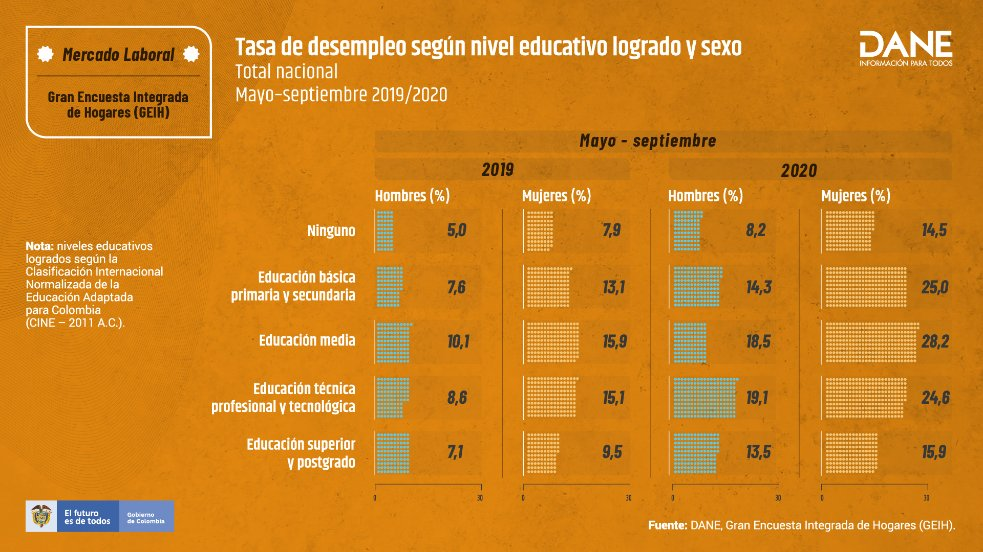 Mercado Laboral
Gran Encuesta Integrada
de Hogares (GEIH)
Tasa de desempleo según nivel educativo logrado y sexo
Total nacional
Mayo–septiembre 2019/2020
DANE
INFORMACIÓN PARA TODOS
Mayo - septiembre
2019 2020
Hombres (%) Mujeres (%) Hombres (%) Mujeres (%)
Ninguno 5,0 7,9 8,2 14,5
Educación básica
primaria y secundaria 7,6 13,1 14,3 25,0
Educación media 10,1 15,9 18,5 28,2
Educación técnica
profesional y tecnológica 8,6 15,1 19,1 24,6
Educación superior
y postgrado 7,1 9,5 13,5 15,9
0 30 0 30 0 30 0 30
Nota: niveles educativos
logrados según la
Clasificación Internacional
Normalizada de la
Educación Adaptada
para Colombia
(CINE – 2011 A.C.).
El futuro
es de todos
Gobierno
de Colombia
Fuente: DANE, Gran Encuesta Integrada de Hogares (GEIH).